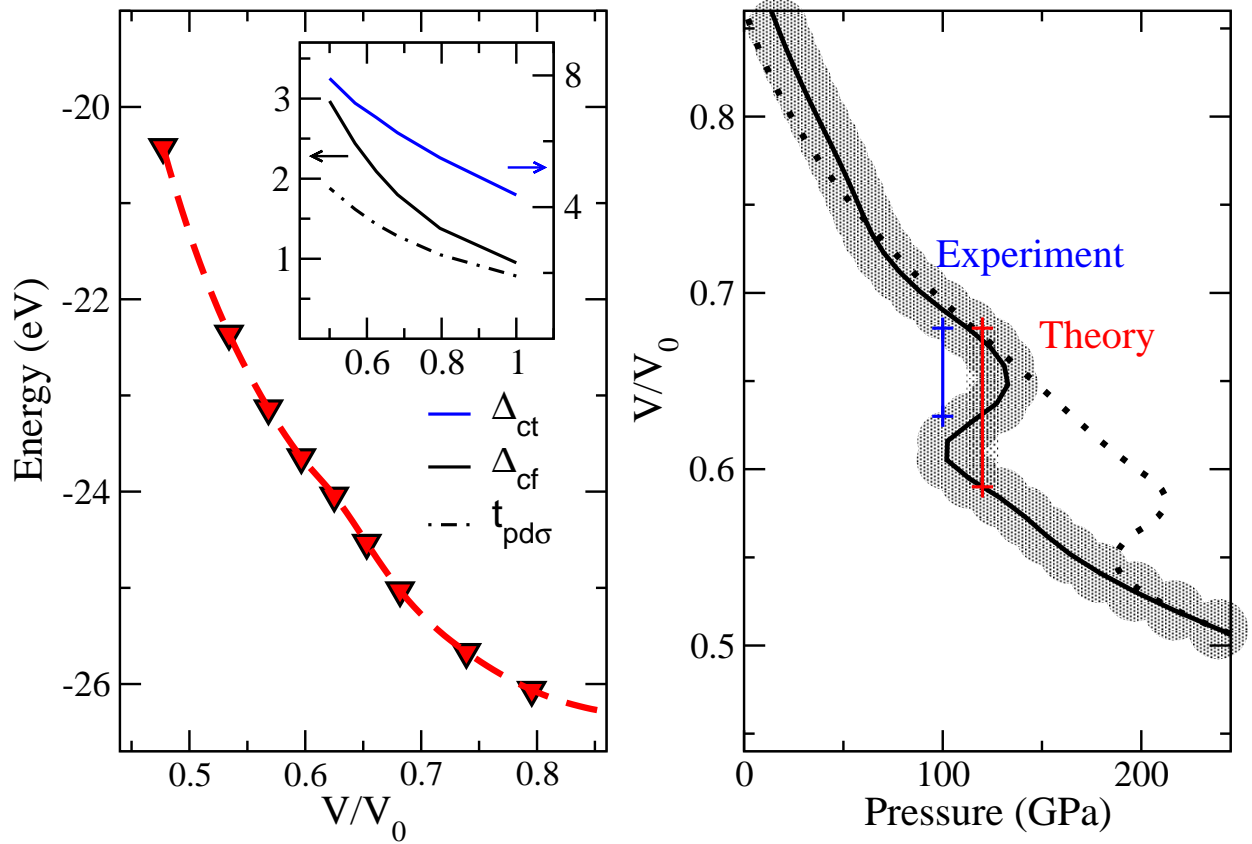 Energy (eV)
-20
-22
-24
-26
0.5 0.6 0.7 0.8
V/V0
3
2
1
8
4
0.6 0.8 1
Δct
Δcf
tpdσ
V/V0
0.8
0.7
0.6
0.5
Experiment
Theory
0 100 200
Pressure (GPa)